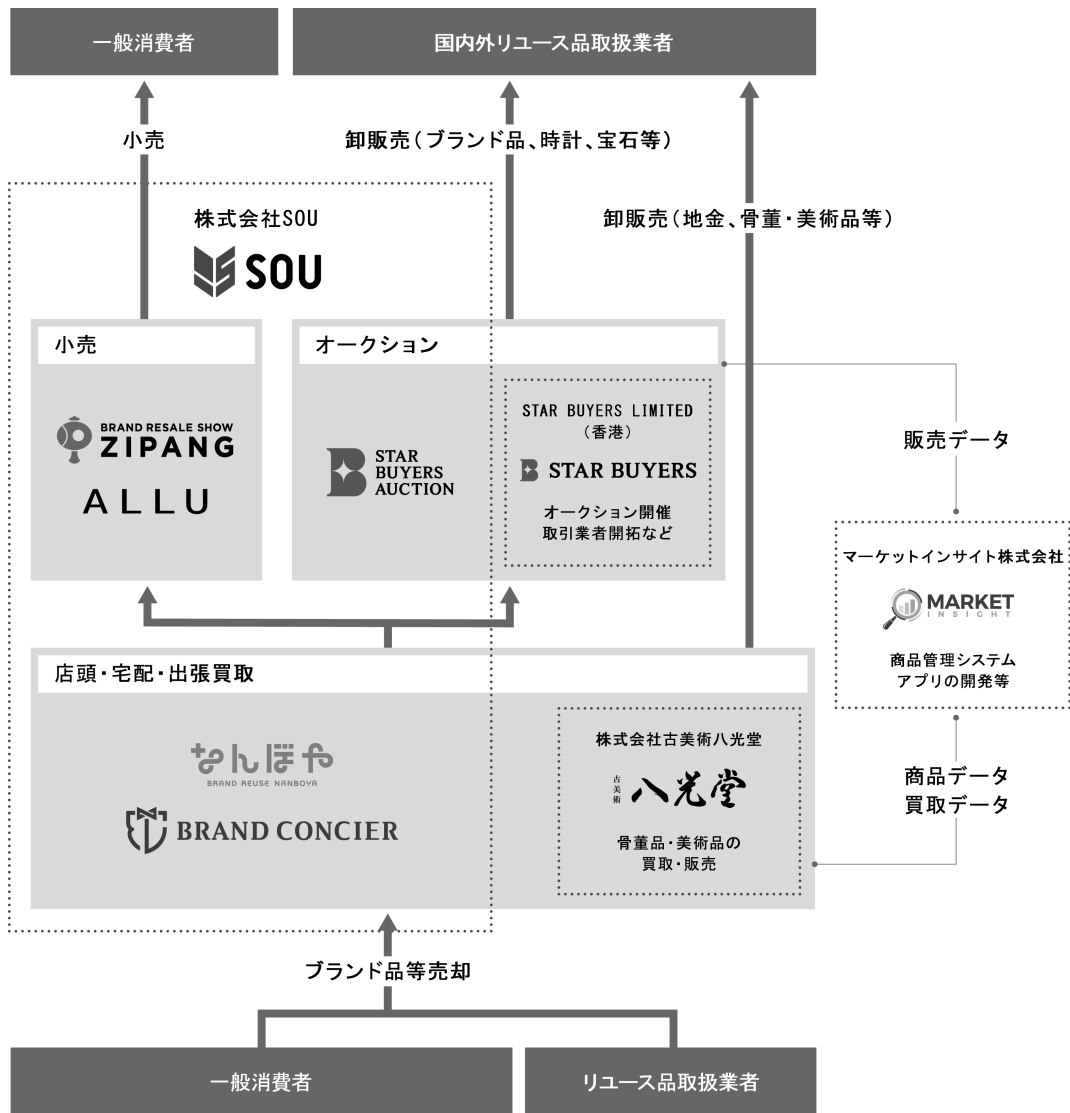 一般消費者
国内外リユース品取扱業者
小売
卸販売（ブランド品、時計、宝石等）
卸販売（地金、骨董・美術品等）
株式会社SOU
SOU
小売
BRAND RESALE SHOW
ZIPANG
ALLU
オークション
STAR
BUYERS
AUCTION
STAR BUYERS LIMITED
（香港）
STAR BUYERS
オークション開催
取引業者開拓など
販売データ
マーケットインサイト株式会社
MARKET
INSIGHT
商品管理システム
アプリの開発等
商品データ
買取データ
店頭・宅配・出張買取
なんぼや
BRAND REUSE NANBOYA
BRAND CONCIER
株式会社古美術八光堂
古美術
八光堂
骨董品・美術品の
買取・販売
ブランド品等売却
一般消費者
リユース品取扱業者